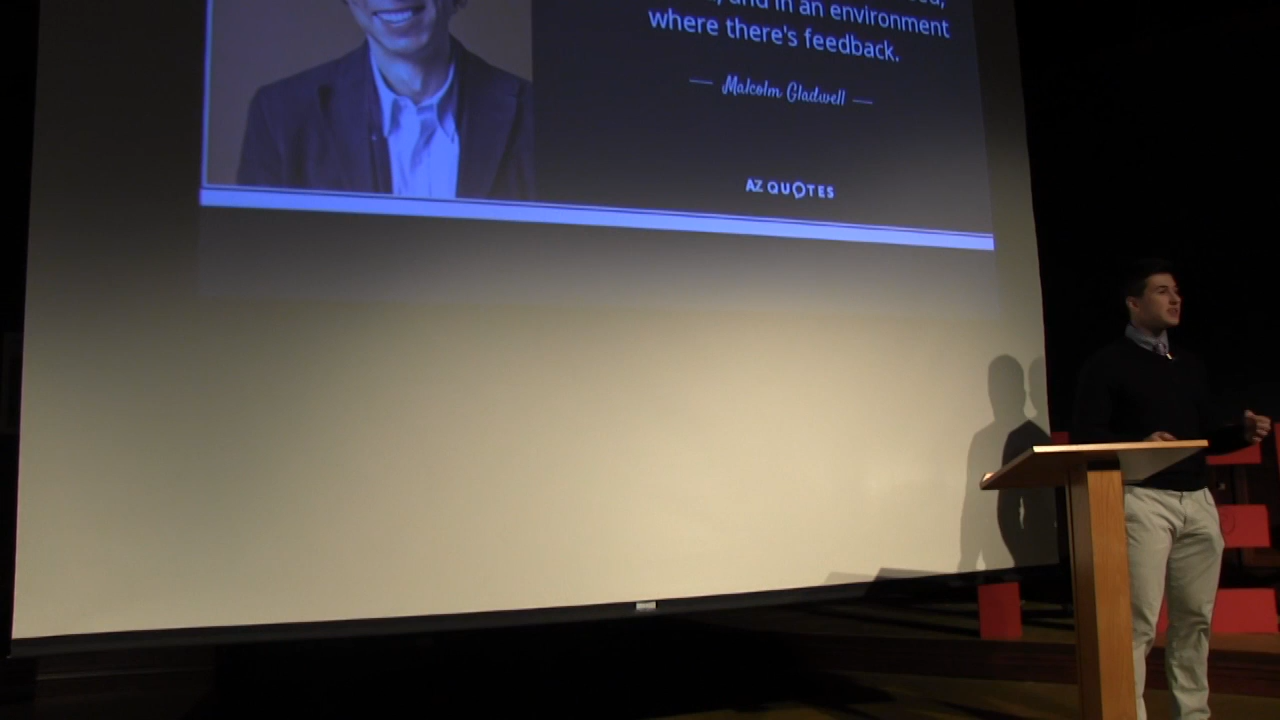 and in an environment
where there's feedback.
— Malcolm Gladwell —
AZ QUOTES